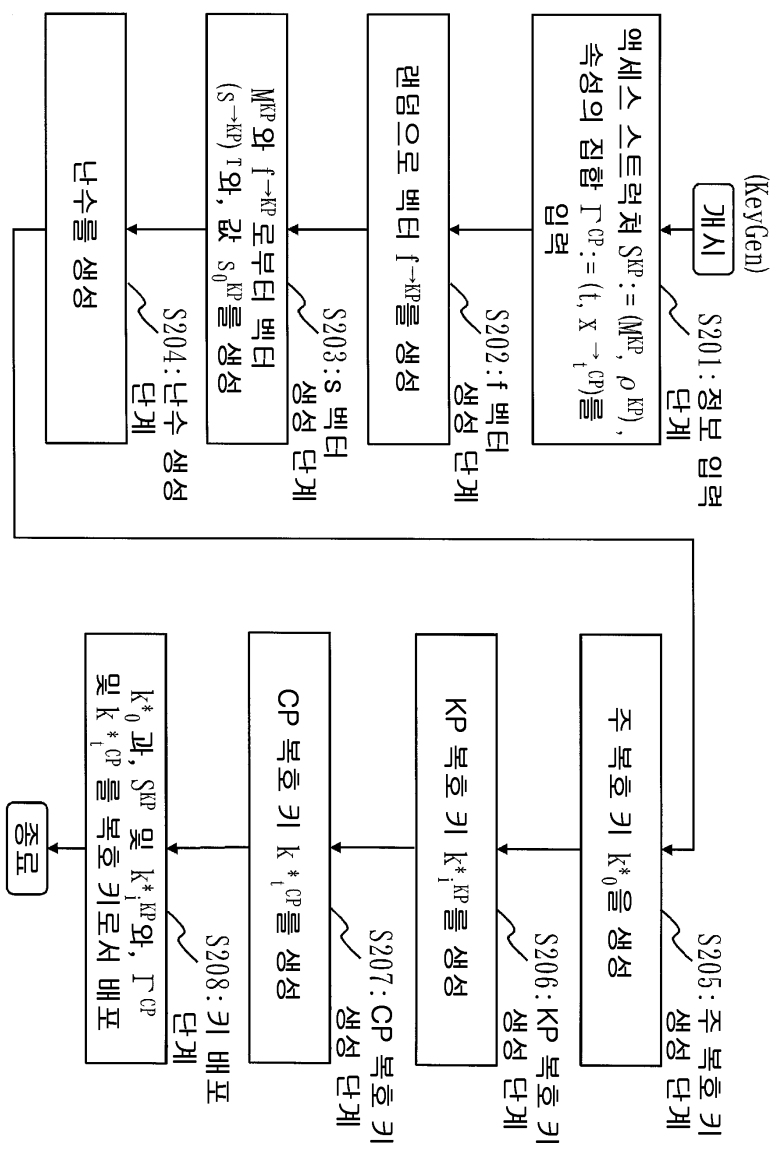 (KeyGen)
개시
S201:정보 입력
단계
액세스 스트럭쳐 S^KP:=(M^KP, ρ^KP),
속성의 집합 Γ^CP:=(t, x→_t^CP)를
입력
S202:f 벡터
생성 단계
랜덤으로 벡터 f→KP를 생성
S203:s 벡터
생성 단계
M^KP와 f→KP로부터 벡터
(s→KP)^T와, 값 s_0^KP를 생성
S204:난수 생성
단계
난수를 생성
S205:주 복호 키
생성 단계
주 복호 키 k*_0을 생성
S206:KP 복호 키
생성 단계
KP 복호 키 k*_i^KP를 생성
S207:CP 복호 키
생성 단계
CP 복호 키 k*_t^CP를 생성
S208:키 배포
단계
k*_0과, S^KP 및 k*_i^KP와, Γ^CP
및 k*_t^CP를 복호 키로서 배포
종료